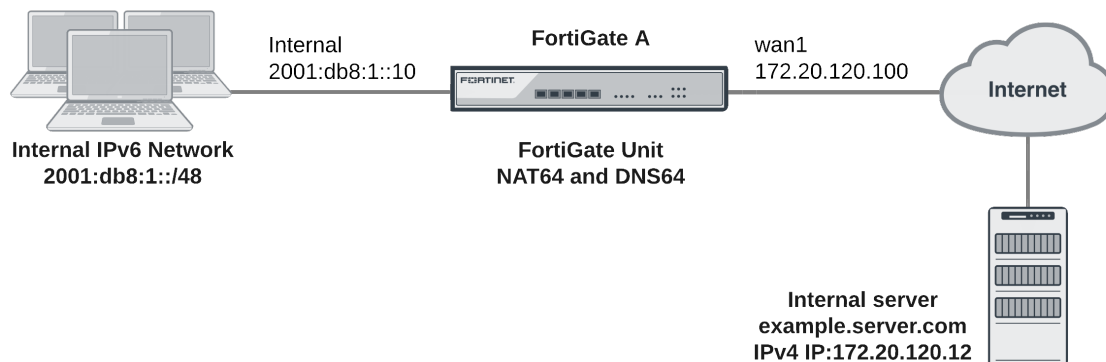 FortiGate A
Internal
2001:db8:1::10
wan1
172.20.120.100
FORTINET
Internet
Internal IPv6 Network
2001:db8:1::/48
FortiGate Unit
NAT64 and DNS64
Internal server
example.server.com
IPv4 IP:172.20.120.12